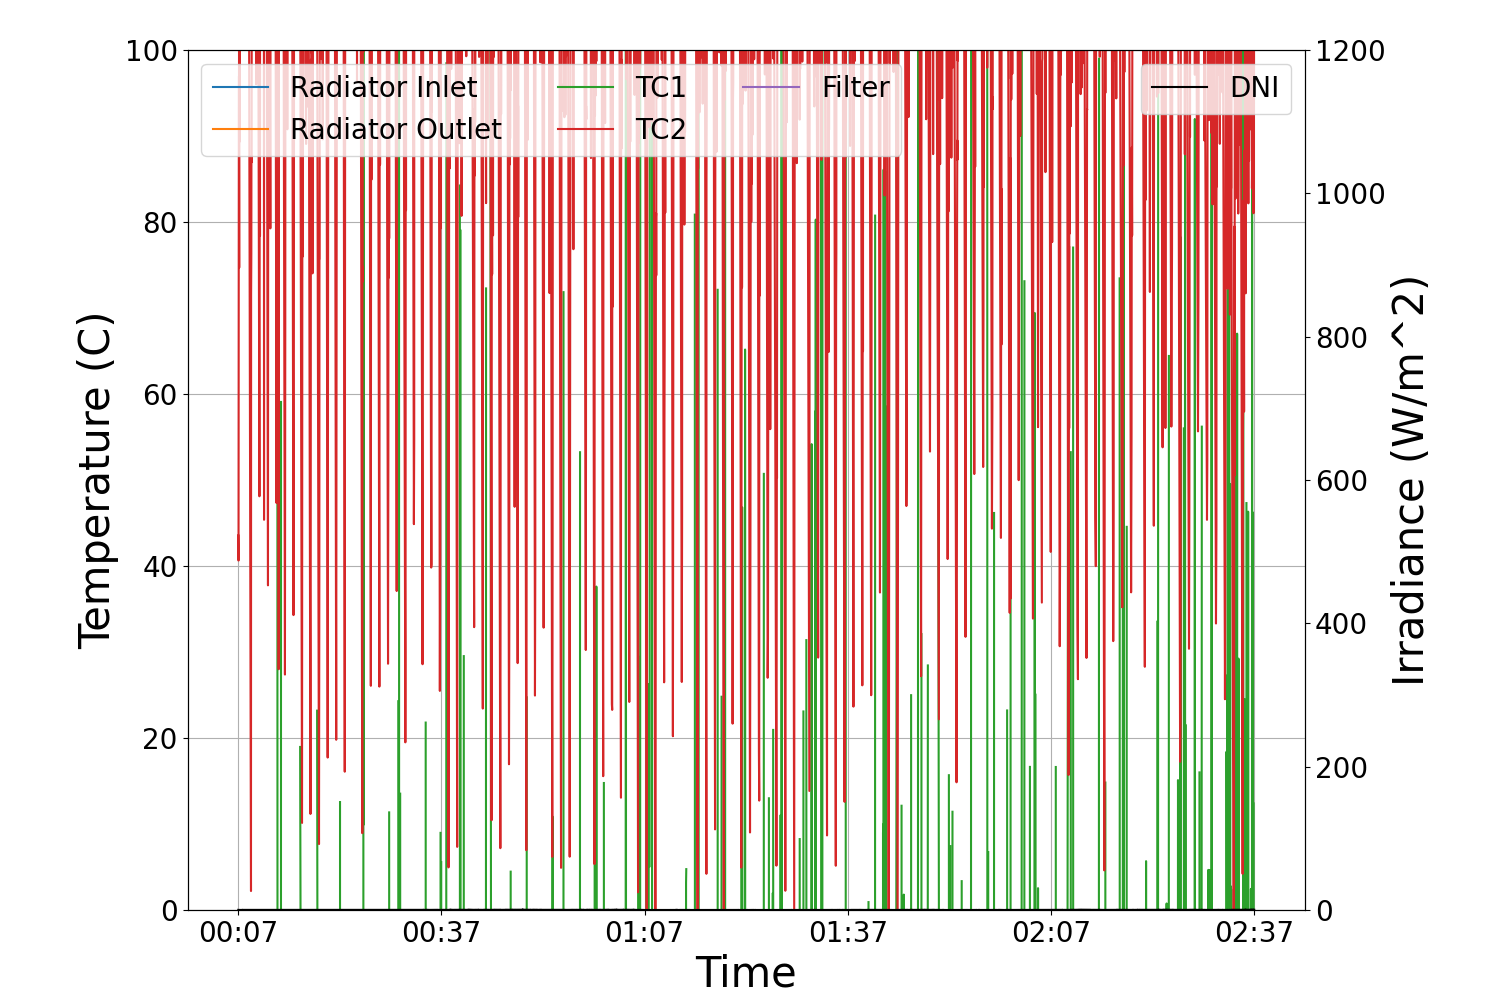 100
80
60
40
20
0
Temperature (C)
Radiator Inlet
Radiator Outlet
TC1
TC2
Filter
DNI
1200
1000
800
600
400
200
0
Irradiance (W/m^2)
00:07
00:37
01:07
01:37
02:07
02:37
Time